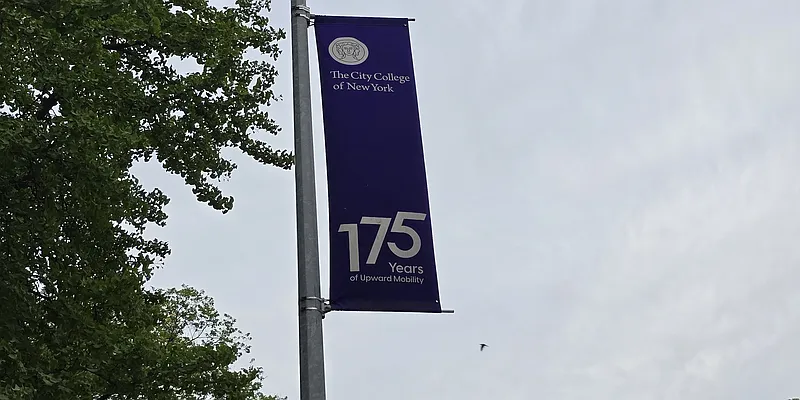 The City College
of New York
175
Years
of Upward Mobility